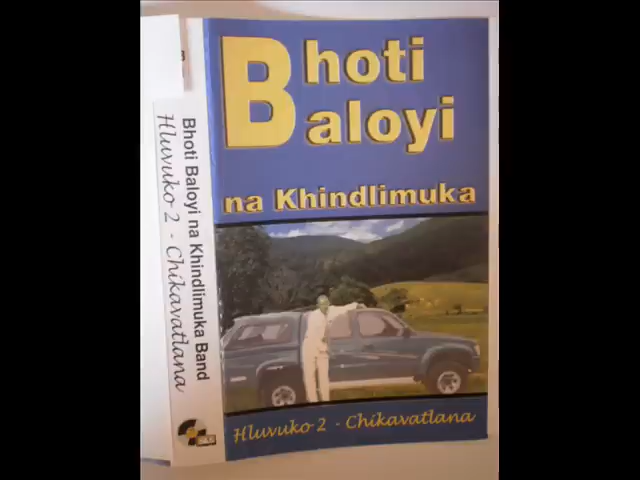 Bhoti
Baloyi
na Khindlimuka
Hluvuko 2 - Chikavatlana
Bhoti Baloyi na Khindlimuka Band
Hluvuko 2 - Chikavatlana